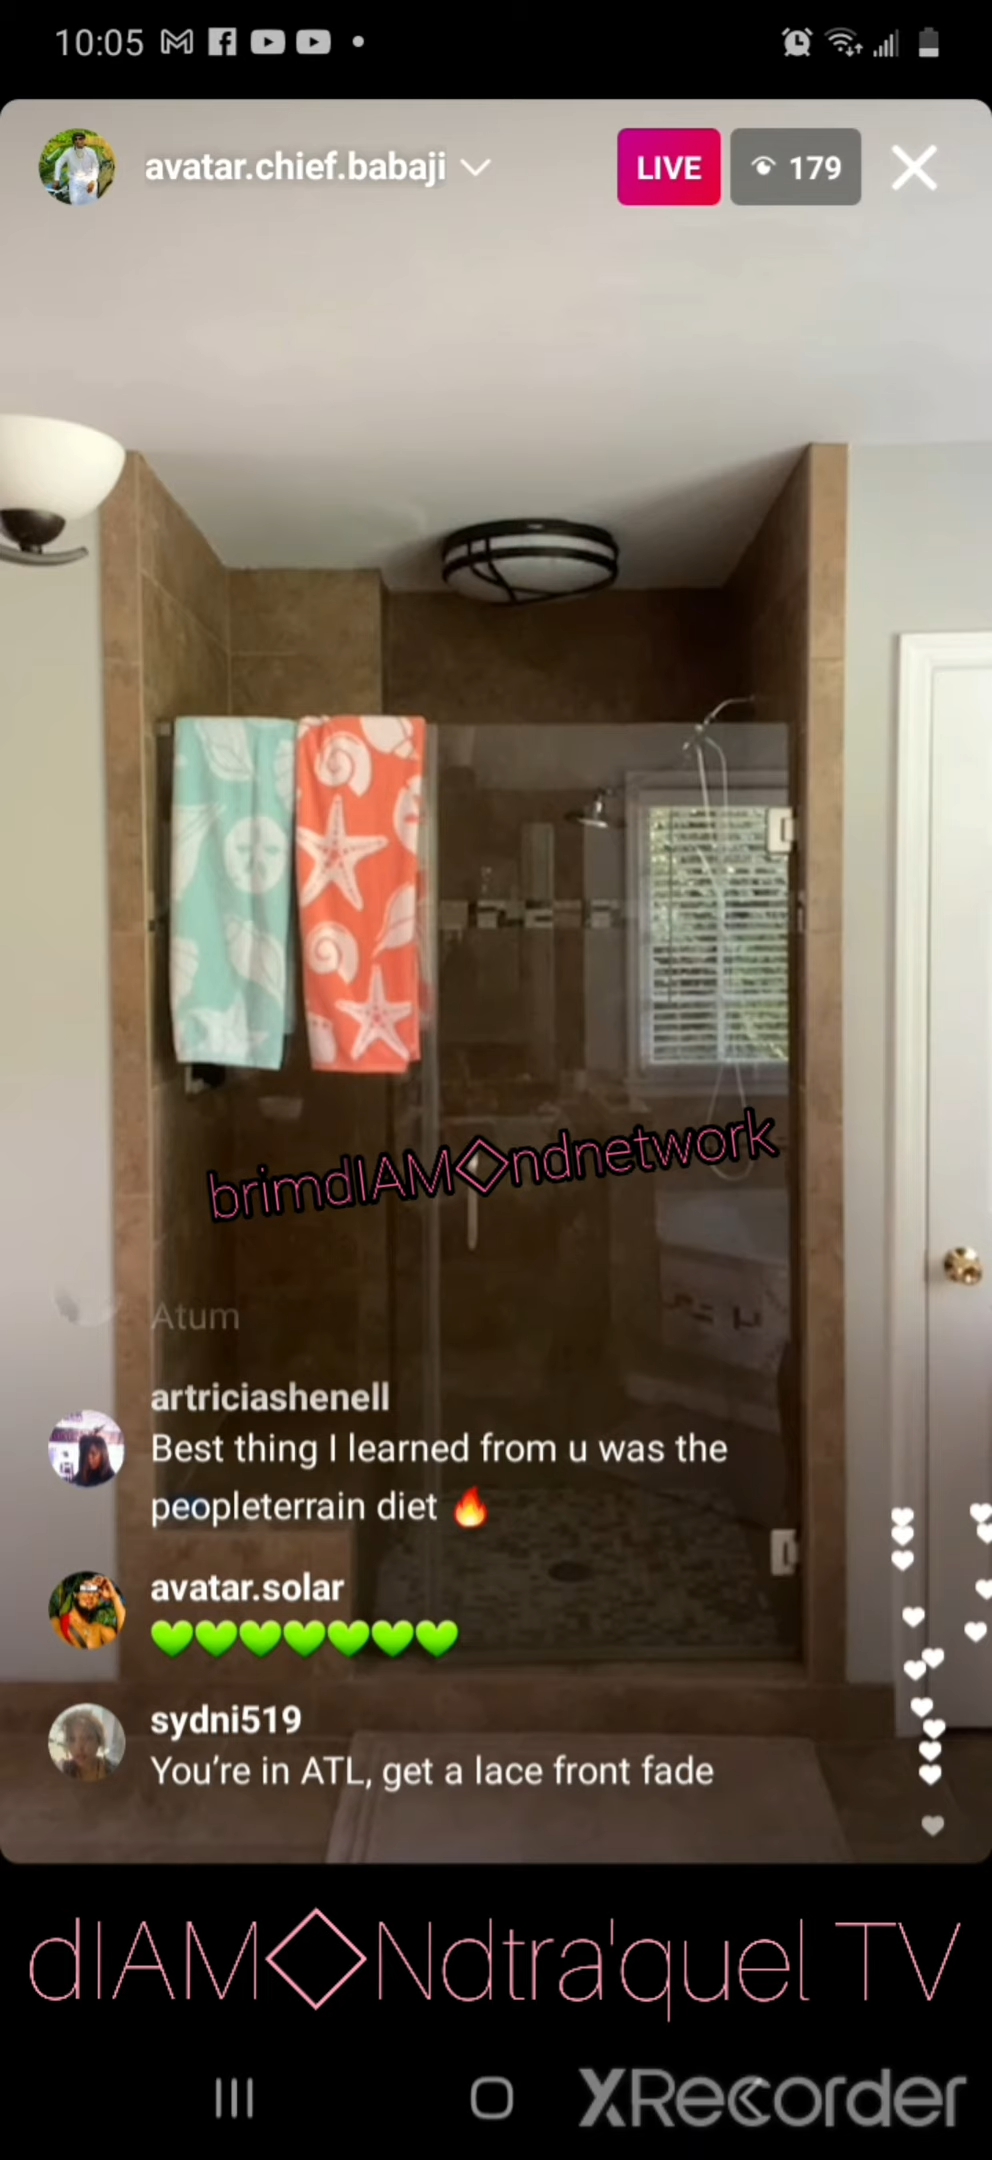 10:05
avatar.chief.babaji
LIVE
179
brimdIAM◇ndnetwork
Atum
artriciashenell
Best thing I learned from u was the
peopleterrain diet 🔥
avatar.solar
💚💚💚💚💚💚💚
sydni519
You’re in ATL, get a lace front fade
dIAM◇Ndtra'quel TV
XRecorder